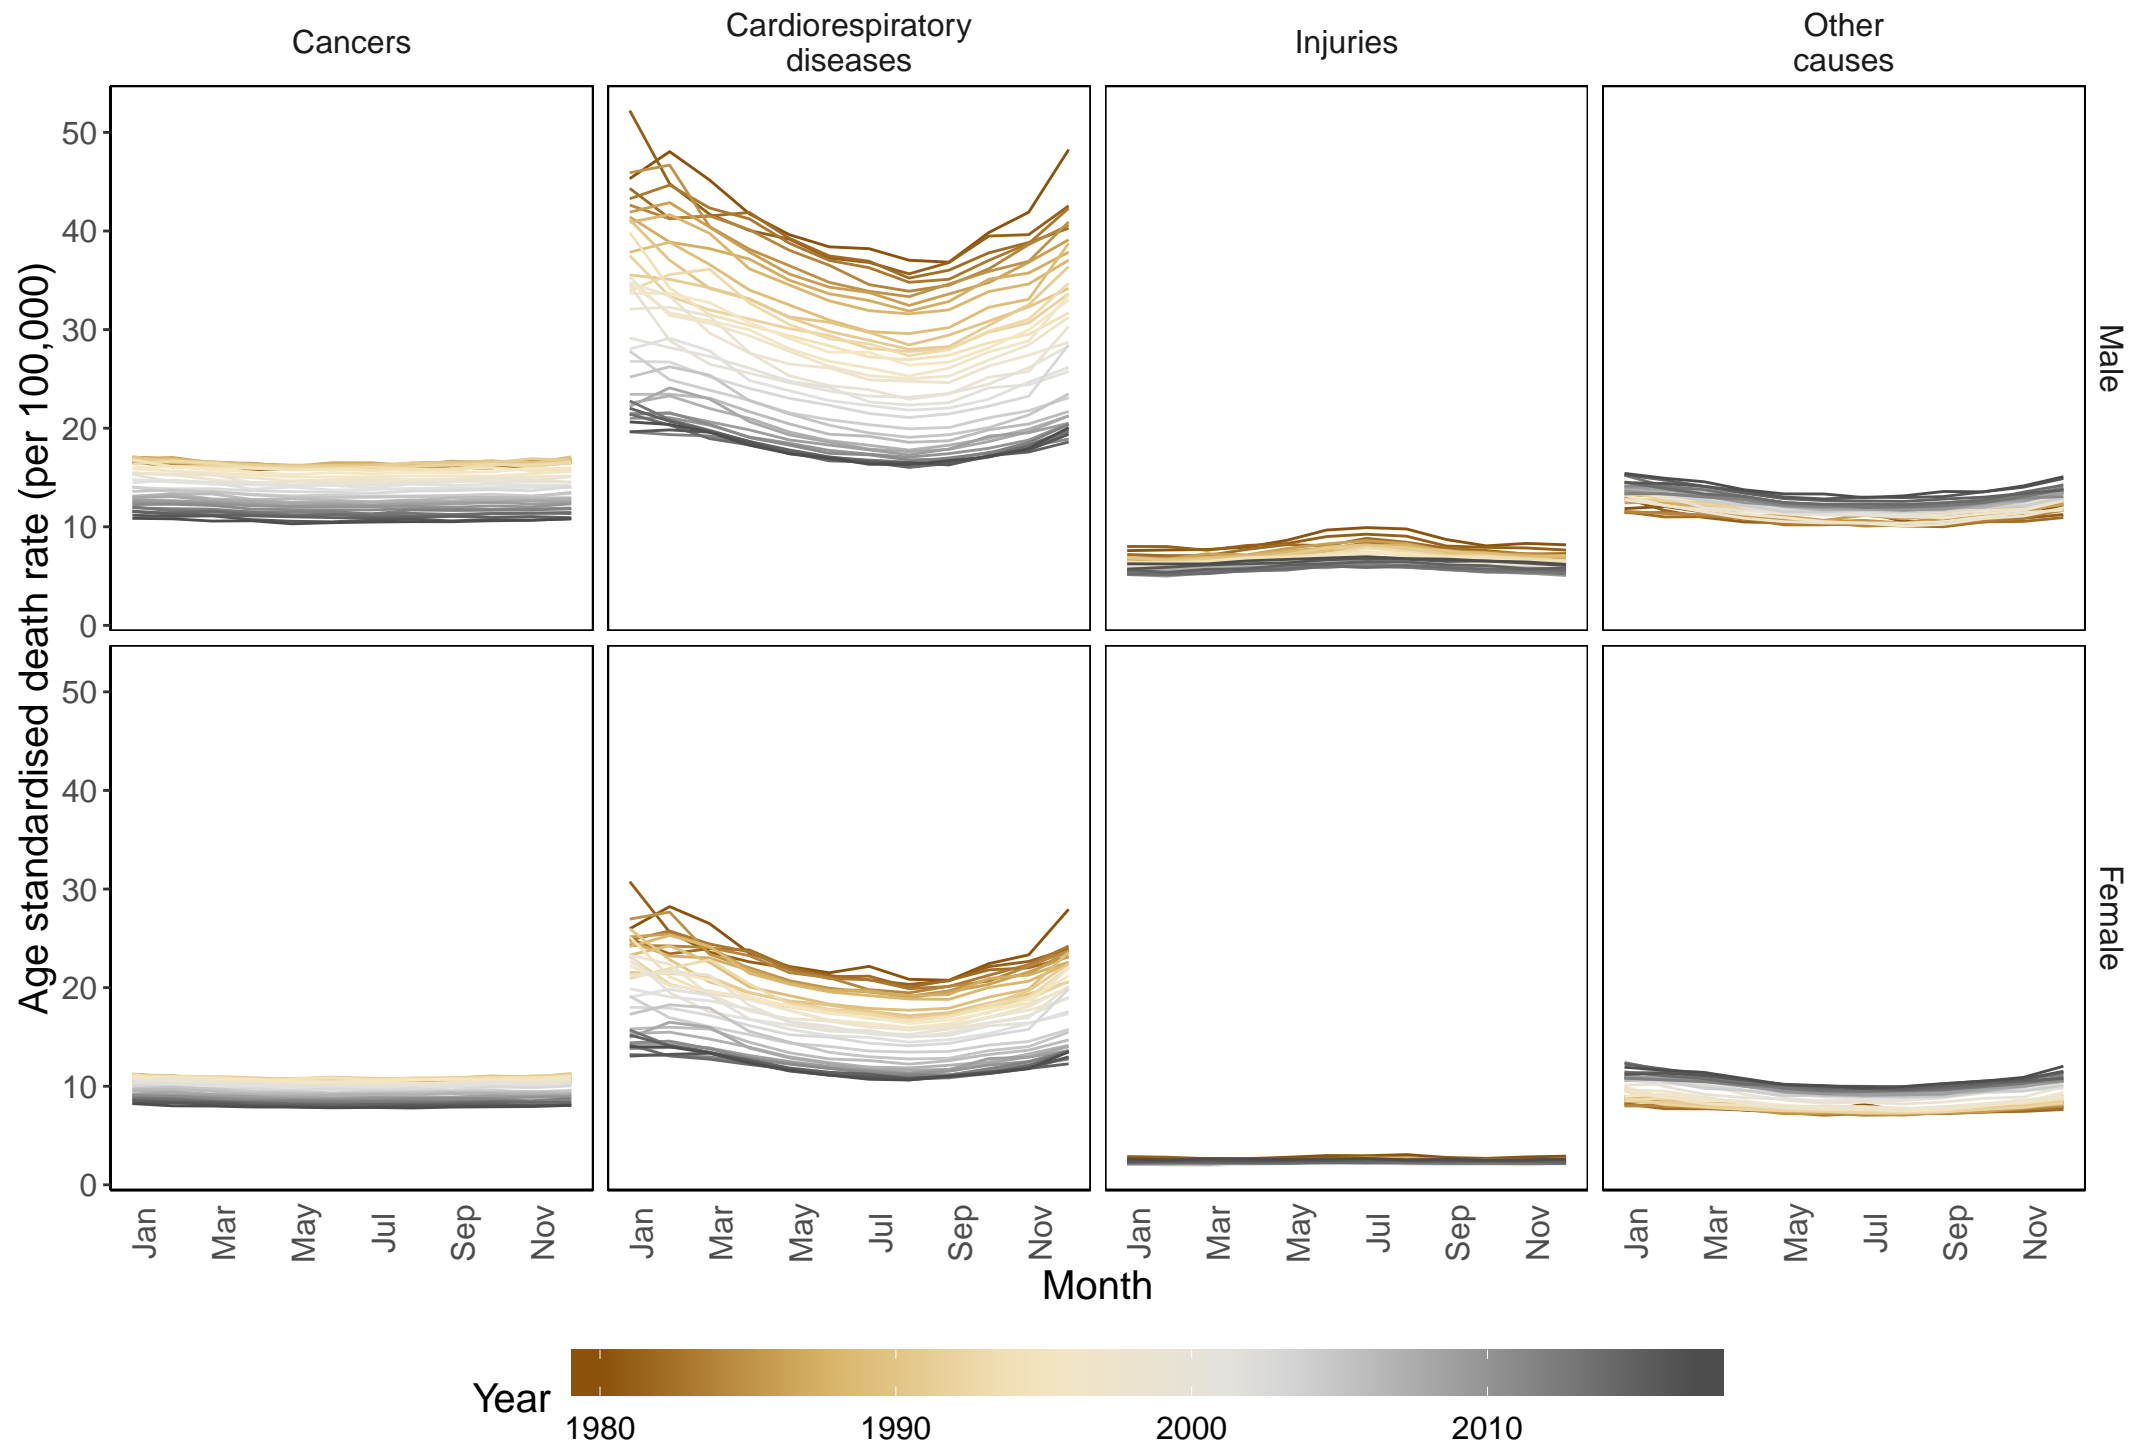 Cancers
Cardiorespiratory
diseases
Injuries
Other
causes
Age standardised death rate (per 100,000)
50
40
30
20
10
0
Male
50
40
30
20
10
0
Female
Jan Mar May Jul Sep Nov
Jan Mar May Jul Sep Nov
Jan Mar May Jul Sep Nov
Jan Mar May Jul Sep Nov
Month
Year
1980 1990 2000 2010